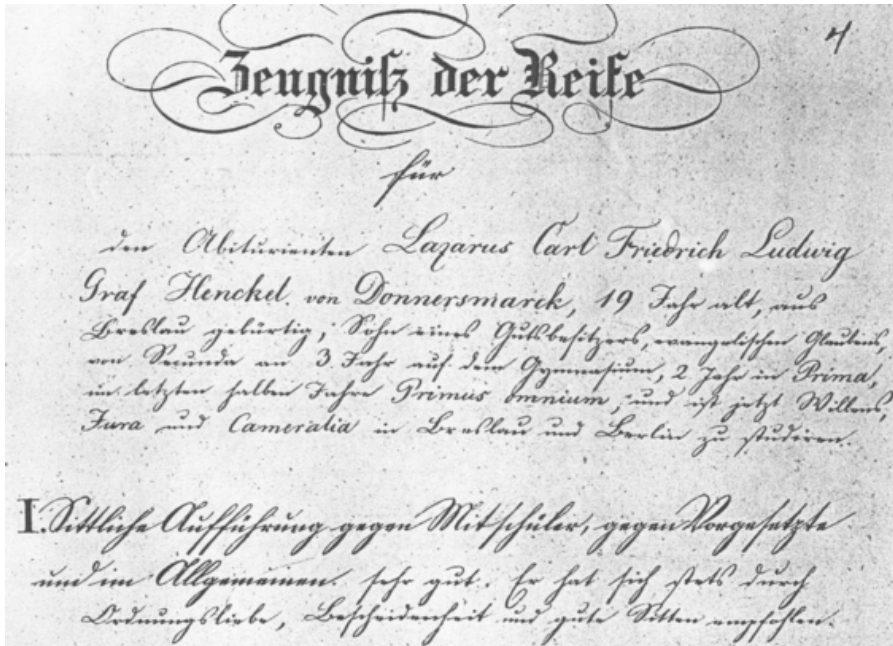 4
Zeugniß der Reife
für
den Abiturienten Lazarus Carl Friedrich Ludwig
Graf Henckel von Donnersmarck, 19 Jahr alt, aus
Breslau gebürtig, Sohn eines Gutsbesitzers, evangelischen Glaubens,
von Secunda an 3 Jahr auf dem Gymnasium, 2 Jahr in Prima,
im letzten halben Jahre Primus omnium, und ist jetzt Willens,
Jura und Cameralia in Breslau und Berlin zu studiren.
I. Sittliche Aufführung gegen Mitschüler, gegen Vorgesetzte
und im Allgemeinen. sehr gut. Er hat sich stets durch
Ordnungsliebe, Bescheidenheit und gute Sitten empfohlen.